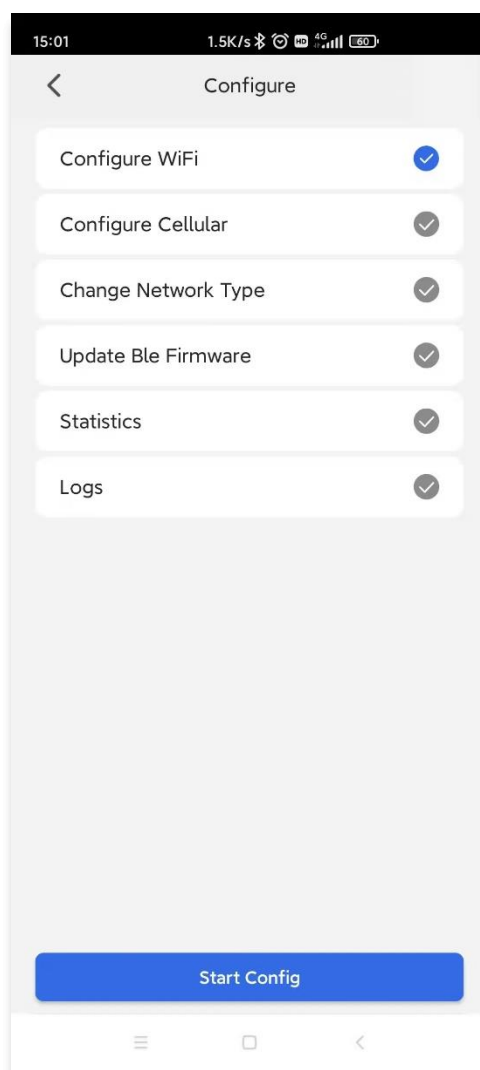 15:01 1.5K/s HD 4G 60
Configure
Configure WiFi
Configure Cellular
Change Network Type
Update Ble Firmware
Statistics
Logs
Start Config